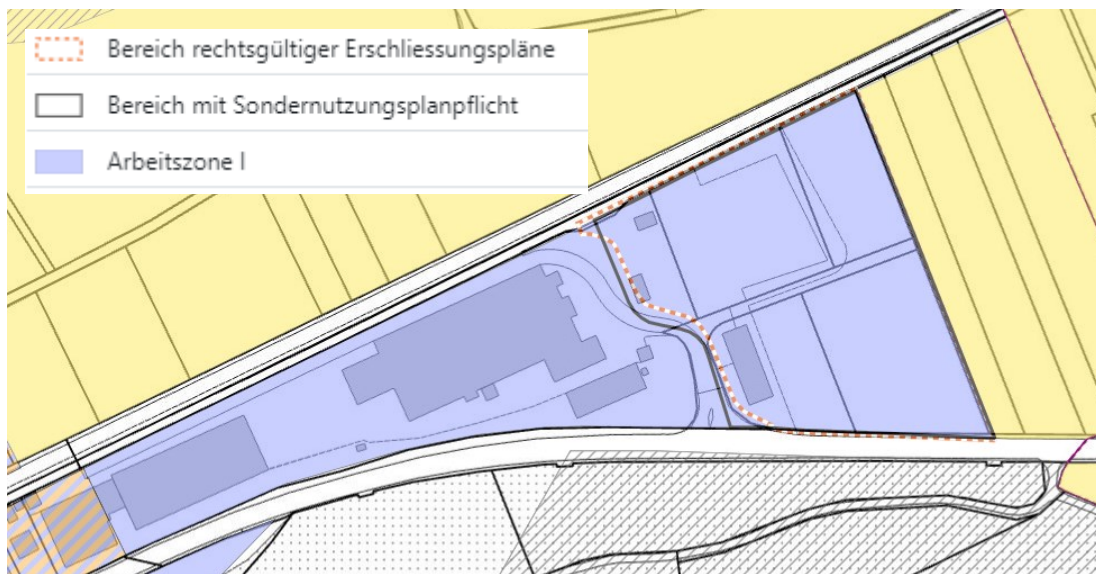 Bereich rechtsgültiger Erschliessungspläne
Bereich mit Sondernutzungsplanpflicht
Arbeitszone I